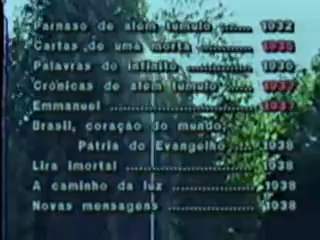 Parnaso de além túmulo ...... 1932
Cartas de uma morta .......... 1935
Palavras do infinito ........... 1936
Crônicas de além túmulo .... 1937
Emmanuel ...................... 1937
Brasil, coração do mundo,
Pátria do Evangelho .... 1938
Lira imortal ..................... 1938
A caminho da luz .............. 1938
Novas mensagens .............. 1938